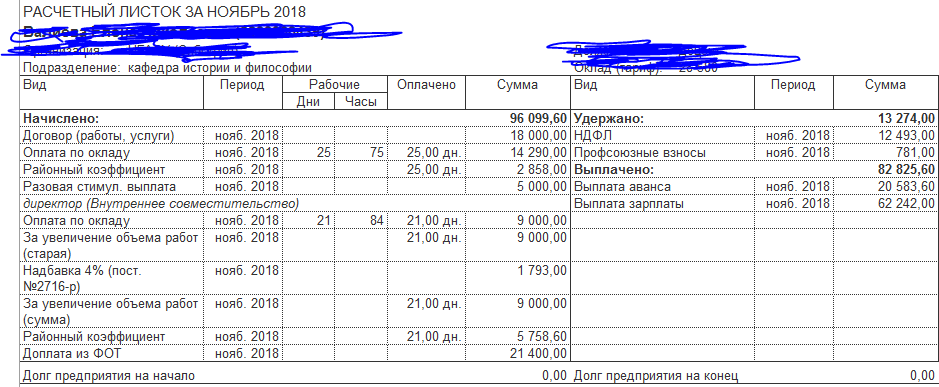 РАСЧЕТНЫЙ ЛИСТОК ЗА НОЯБРЬ 2018
Подразделение: кафедра истории и философии Оклад (тариф):
Вид Период Рабочие Оплачено Сумма Вид Период Сумма
Дни Часы
Начислено: 96 099,60 Удержано: 13 274,00
Договор (работы, услуги) нояб. 2018 18 000,00 НДФЛ нояб. 2018 12 493,00
Оплата по окладу нояб. 2018 25 75 25,00 дн. 14 290,00 Профсоюзные взносы нояб. 2018 781,00
Районный коэффициент нояб. 2018 25,00 дн. 2 858,00 Выплачено: 82 825,60
Разовая стимул. выплата нояб. 2018 5 000,00 Выплата аванса нояб. 2018 20 583,60
директор (Внутреннее совместительство) Выплата зарплаты нояб. 2018 62 242,00
Оплата по окладу нояб. 2018 21 84 21,00 дн. 9 000,00
За увеличение объема работ нояб. 2018 21,00 дн. 9 000,00
(старая)
Надбавка 4% (пост. нояб. 2018 1 793,00
№2716-р)
За увеличение объема работ нояб. 2018 21,00 дн. 9 000,00
(сумма)
Районный коэффициент нояб. 2018 21,00 дн. 5 758,60
Доплата из ФОТ нояб. 2018 21 400,00
Долг предприятия на начало 0,00 Долг предприятия на конец 0,00